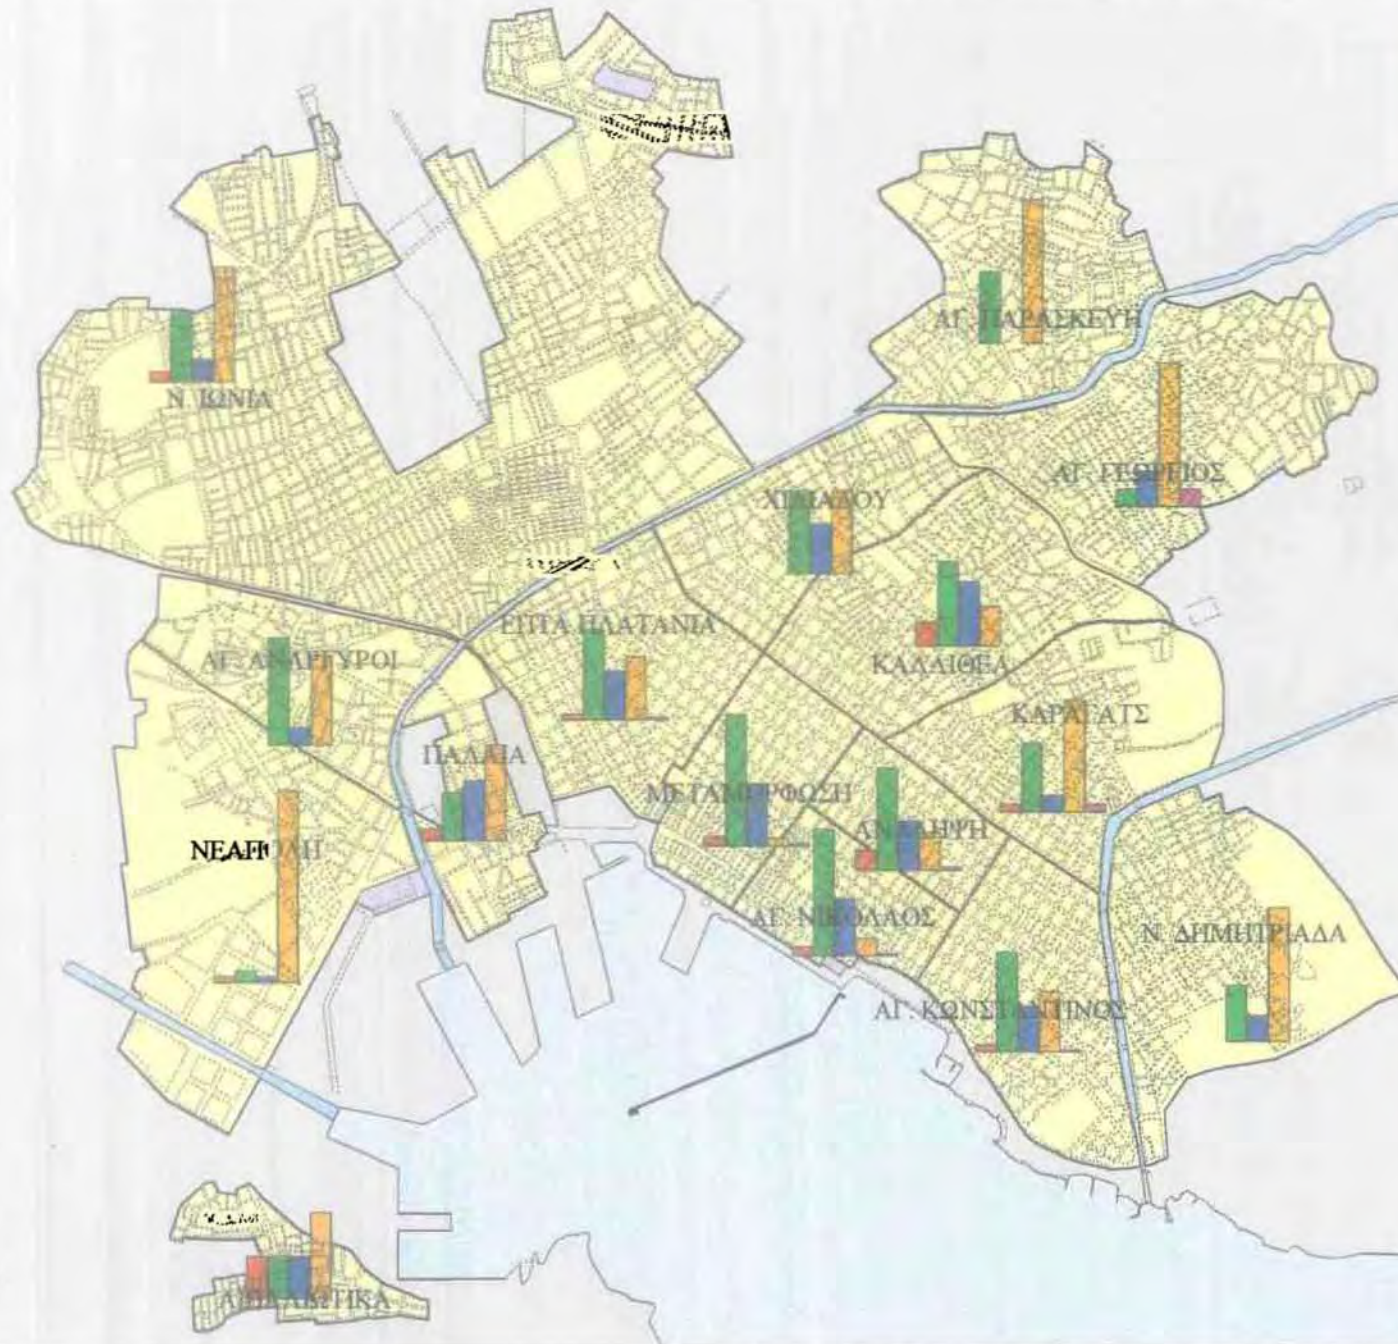 ΑΓ. ΠΑΡΑΣΚΕΥΗ
Ν. ΙΩΝΙΑ
ΑΓ. ΓΕΩΡΓΙΟΣ
ΧΙΛΙΑΔΟΥ
ΕΠΤΑ ΠΛΑΤΑΝΙΑ
ΑΓ. ΑΝΑΡΓΥΡΟΙ
ΚΑΛΛΙΘΕΑ
ΚΑΡΑΓΑΤΣ
ΠΑΛΑΙΑ
ΜΕΤΑΜΟΡΦΩΣΗ
ΑΝΑΛΗΨΗ
ΝΕΑΠΟΛΗ
ΑΓ. ΝΙΚΟΛΑΟΣ
Ν. ΔΗΜΗΤΡΙΑΔΑ
ΑΓ. ΚΩΝΣΤΑΝΤΙΝΟΣ